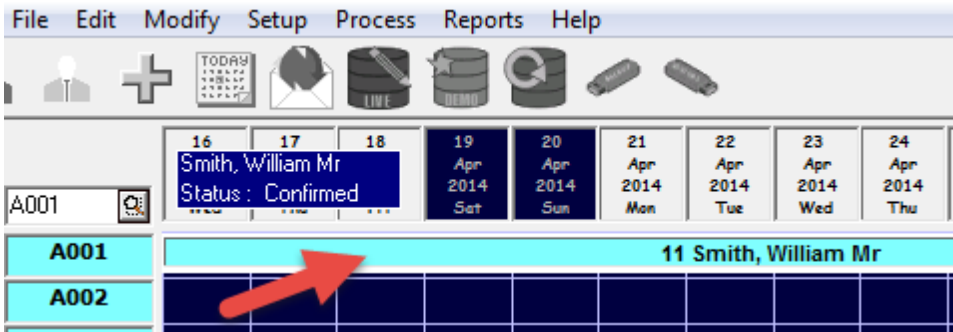 File Edit Modify Setup Process Reports Help
TODAY
LIVE DEMO
16 17 18 19 20 21 22 23 24
Smith, William Mr
Apr Apr Apr Apr Apr Apr
Status : Confirmed
2014 2014 2014 2014 2014 2014
A001
Sat Sun Mon Tue Wed Thu
A001 11 Smith, William Mr
A002